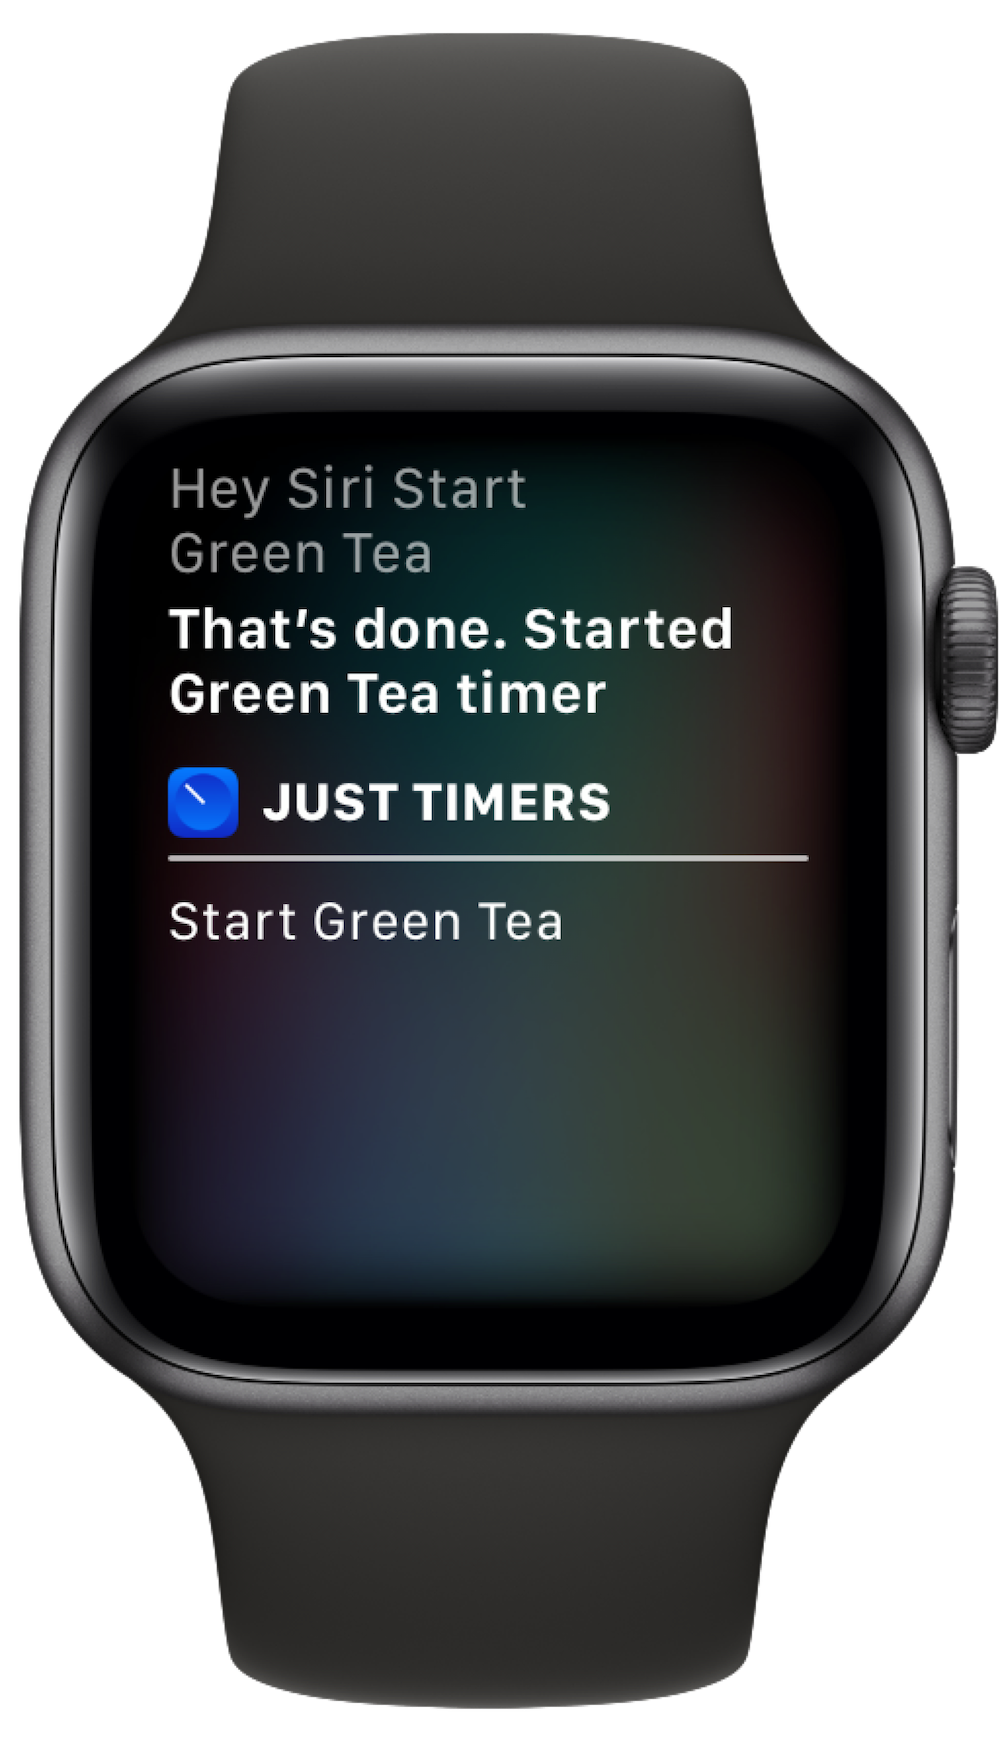 Hey Siri Start
Green Tea
That’s done. Started
Green Tea timer
JUST TIMERS
Start Green Tea